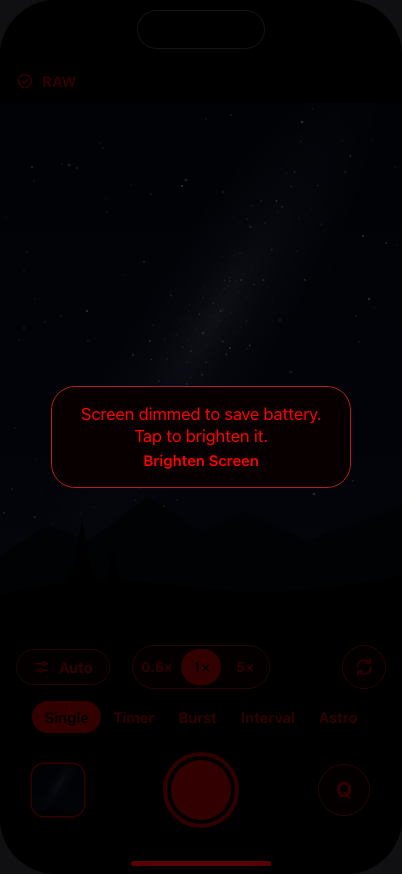 RAW
Screen dimmed to save battery.
Tap to brighten it.
Brighten Screen
Auto
0.6x 1x 5x
Single Timer Burst Interval Astro